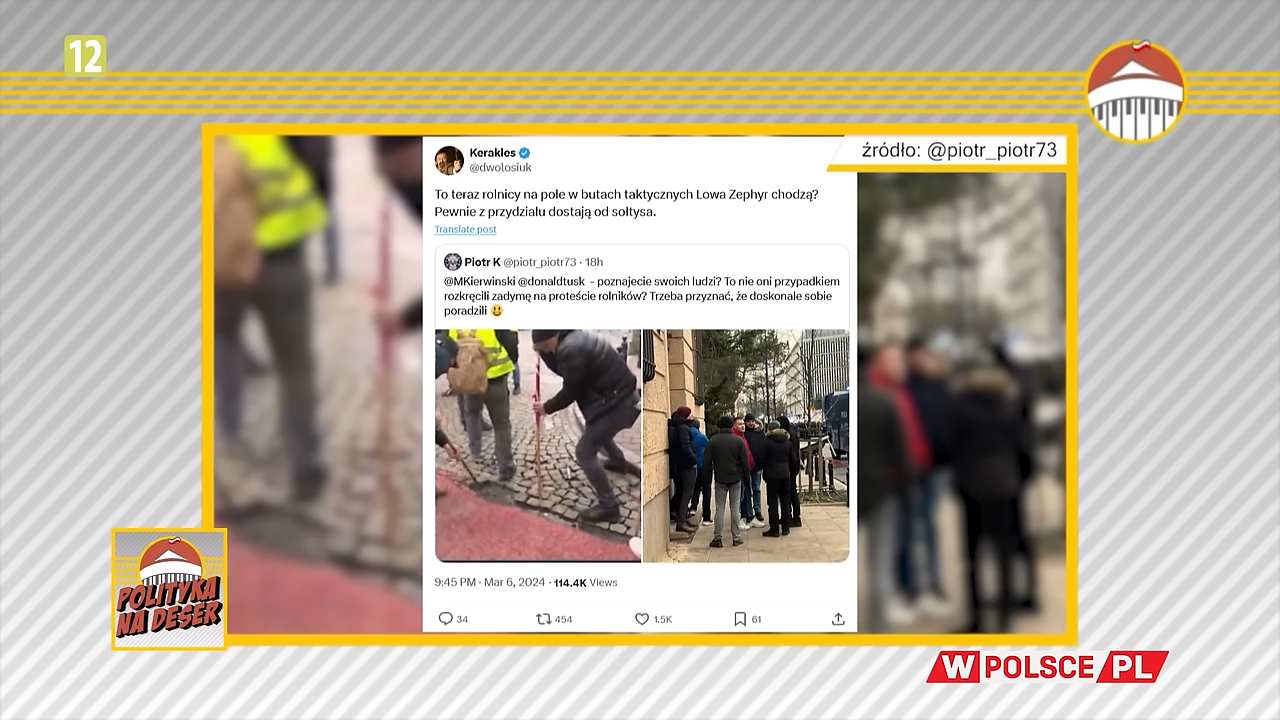 12
źródło: @piotr_piotr73
Kerakles
@dwolosiuk
To teraz rolnicy na pole w butach taktycznych Lowa Zephyr chodzą?
Pewnie z przydziału dostają od sołtysa.
Translate post
Piotr K @piotr_piotr73 · 18h
@MKierwinski @donaldtusk - poznajecie swoich ludzi? To nie oni przypadkiem
rozkręcili zadymę na proteście rolników? Trzeba przyznać, że doskonale sobie
poradzili 😃
9:45 PM · Mar 6, 2024 · 114.4K Views
34 454 1.5K 61
POLITYKA
NA DESER
WPOLSCE PL